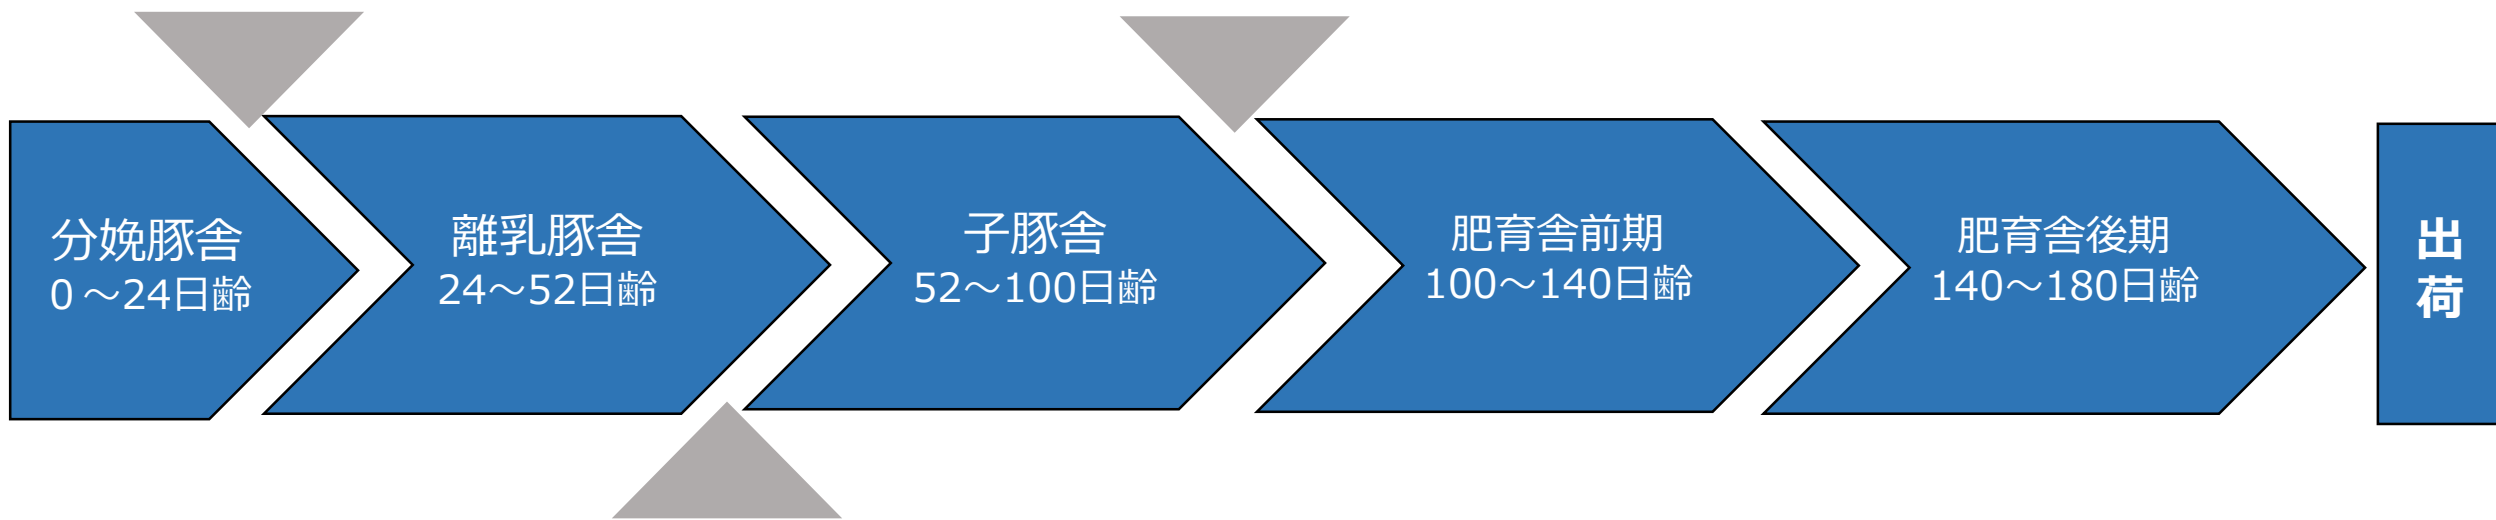 分娩豚舎
0～24日齢
離乳豚舎
24～52日齢
子豚舎
52～100日齢
肥育舎前期
100～140日齢
肥育舎後期
140～180日齢
出
荷